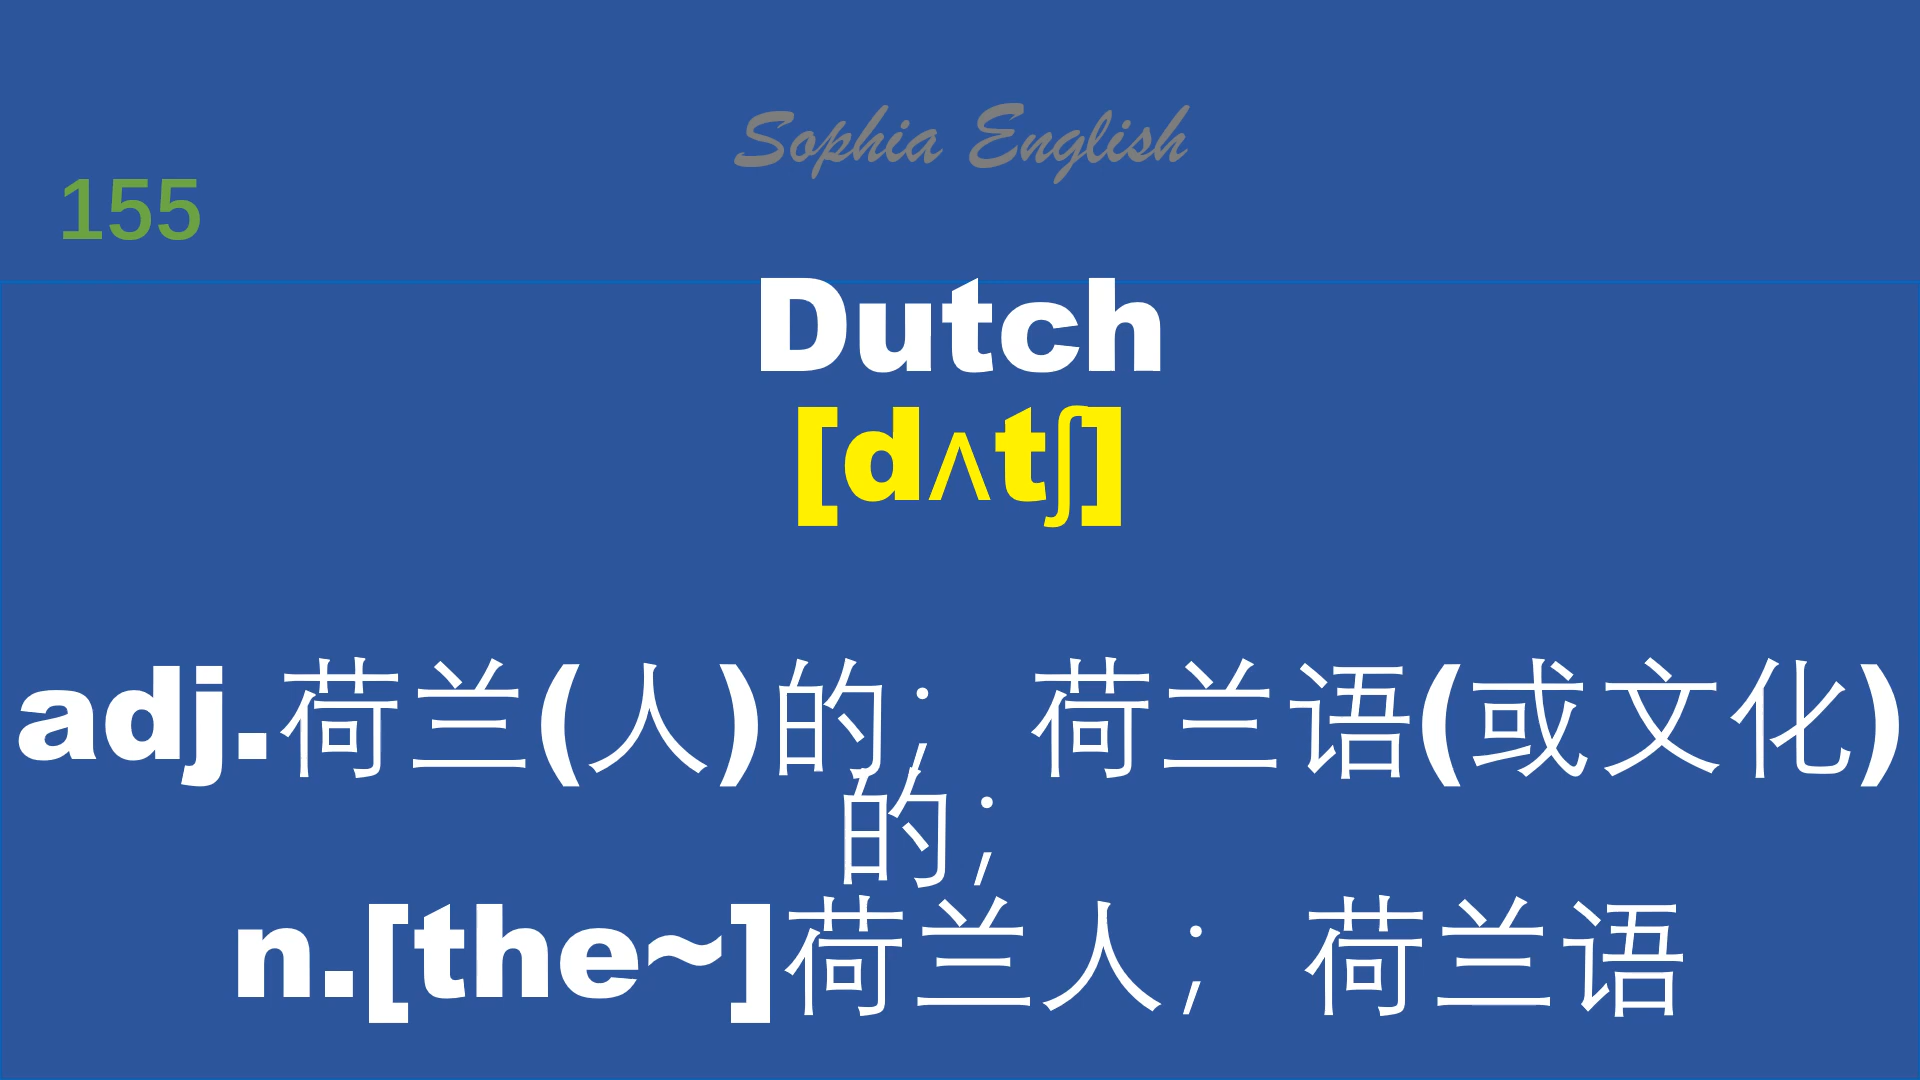 Sophia English
155
Dutch
[dʌtʃ]
adj.荷兰(人)的; 荷兰语(或文化)
的;
n.[the~]荷兰人; 荷兰语